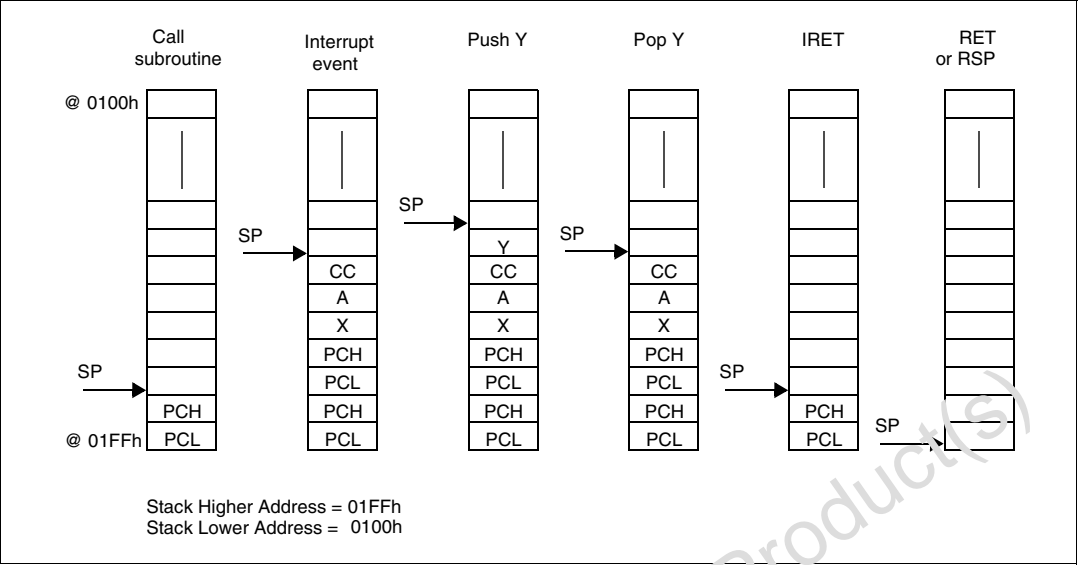 Call subroutine
Interrupt event
Push Y
Pop Y
IRET
RET or RSP
@ 0100h
SP
SP
SP
SP
SP
SP
Y
CC
CC
CC
A
A
A
X
X
X
PCH
PCH
PCH
PCL
PCL
PCL
PCH
PCH
PCH
PCH
PCH
@ 01FFh
PCL
PCL
PCL
PCL
PCL
Stack Higher Address = 01FFh
Stack Lower Address = 0100h
Product(s)